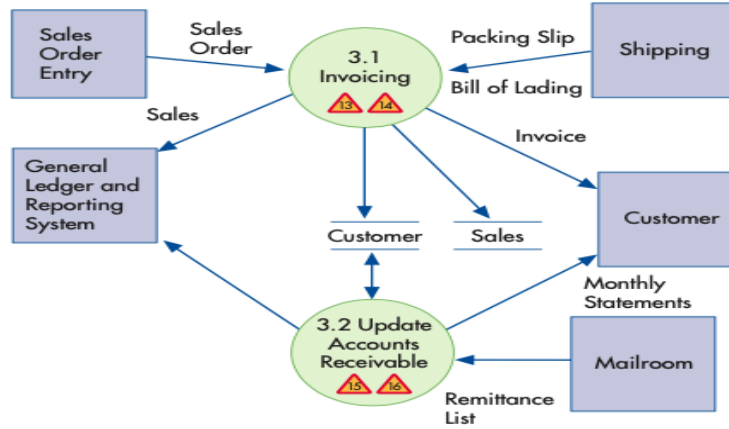 Sales
Order
Entry
Sales
Order
3.1
Invoicing
13 14
Packing Slip
Bill of Lading
Shipping
Sales
Invoice
General
Ledger and
Reporting
System
Customer
Sales
Customer
Monthly
Statements
3.2 Update
Accounts
Receivable
15 16
Mailroom
Remittance
List